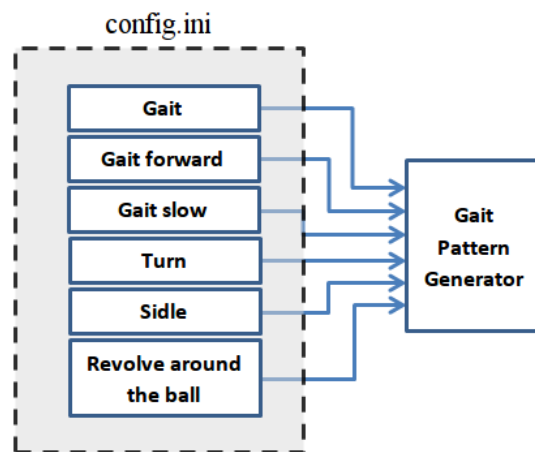 config.ini
Gait
Gait forward
Gait slow
Turn
Sidle
Revolve around
the ball
Gait
Pattern
Generator